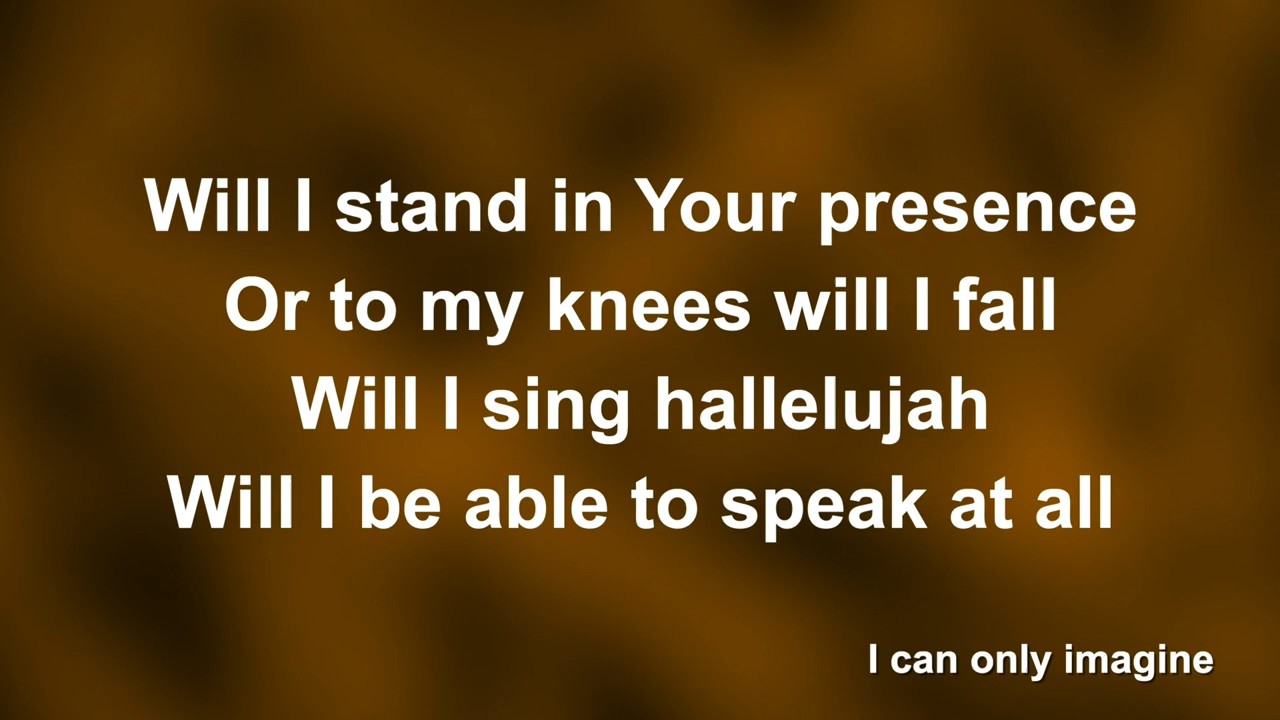 Will I stand in Your presence
Or to my knees will I fall
Will I sing hallelujah
Will I be able to speak at all
I can only imagine